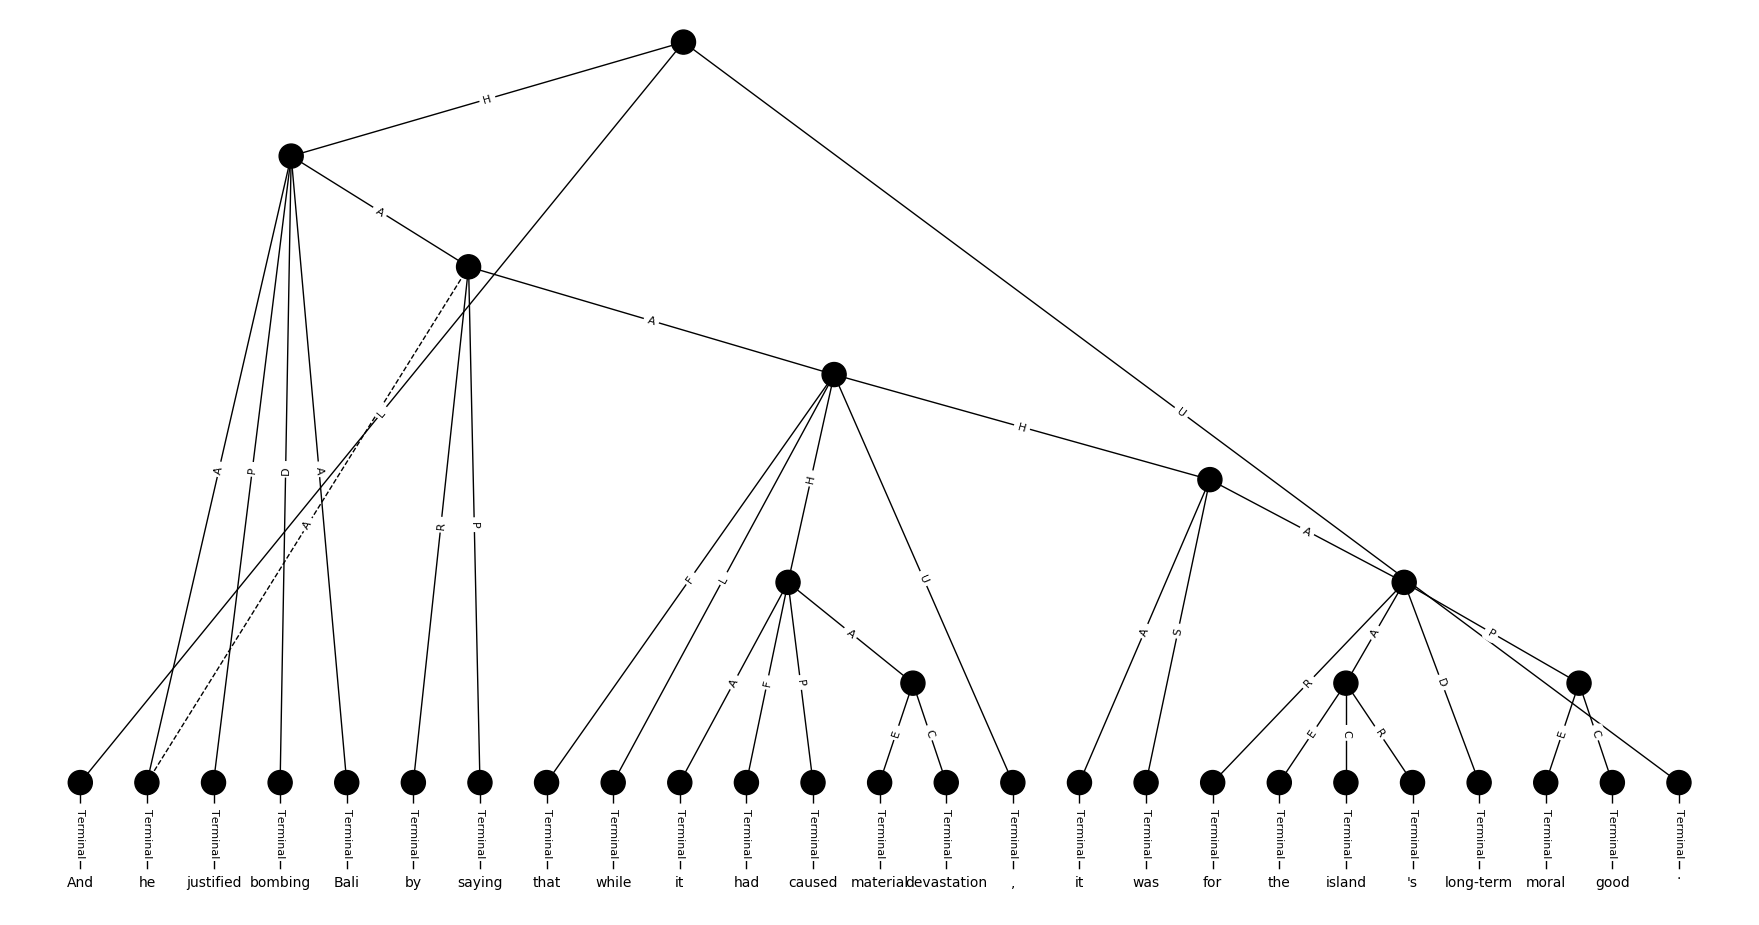 H
A
L
A
U
H
A
P
D
A
R
P
A
H
A
F
L
U
A
S
A
F
P
A
R
A
D
P
E
C
E
C
R
E
C
Terminal Terminal Terminal Terminal Terminal Terminal Terminal Terminal Terminal Terminal Terminal Terminal Terminal Terminal Terminal Terminal Terminal Terminal Terminal Terminal Terminal Terminal Terminal Terminal Terminal
And he justified bombing Bali by saying that while it had caused material devastation , it was for the island 's long-term moral good .